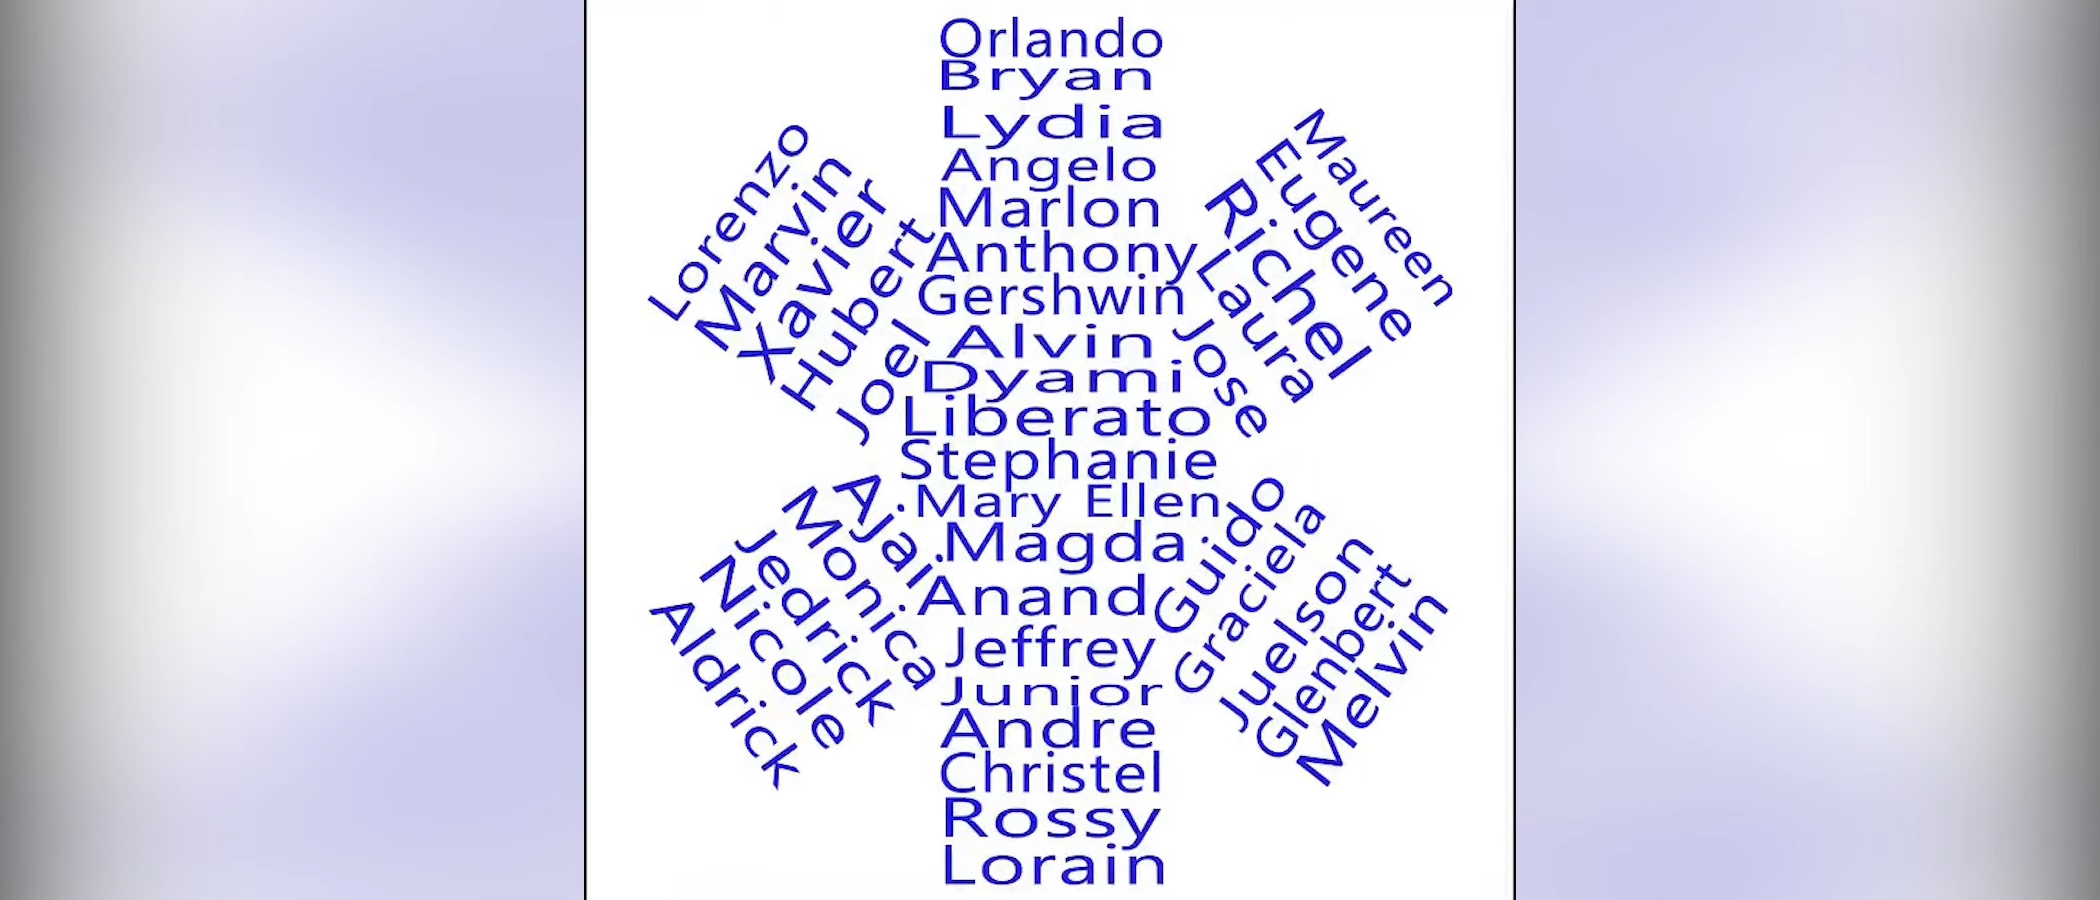 Orlando
Bryan
Lydia
Angelo
Marlon
Anthony
Gershwin
Alvin
Dyami
Liberato
Stephanie
Mary Ellen
Magda
Anand
Jeffrey
Junior
Andre
Christel
Rossy
Lorain
Lorenzo
Marvin
Xavier
Hubert
Joel
Maureen
Eugene
Richel
Laura
Jose
Ajai
Monica
Jedrick
Nicole
Aldrick
Guido
Graciela
Juelson
Glenbert
Melvin